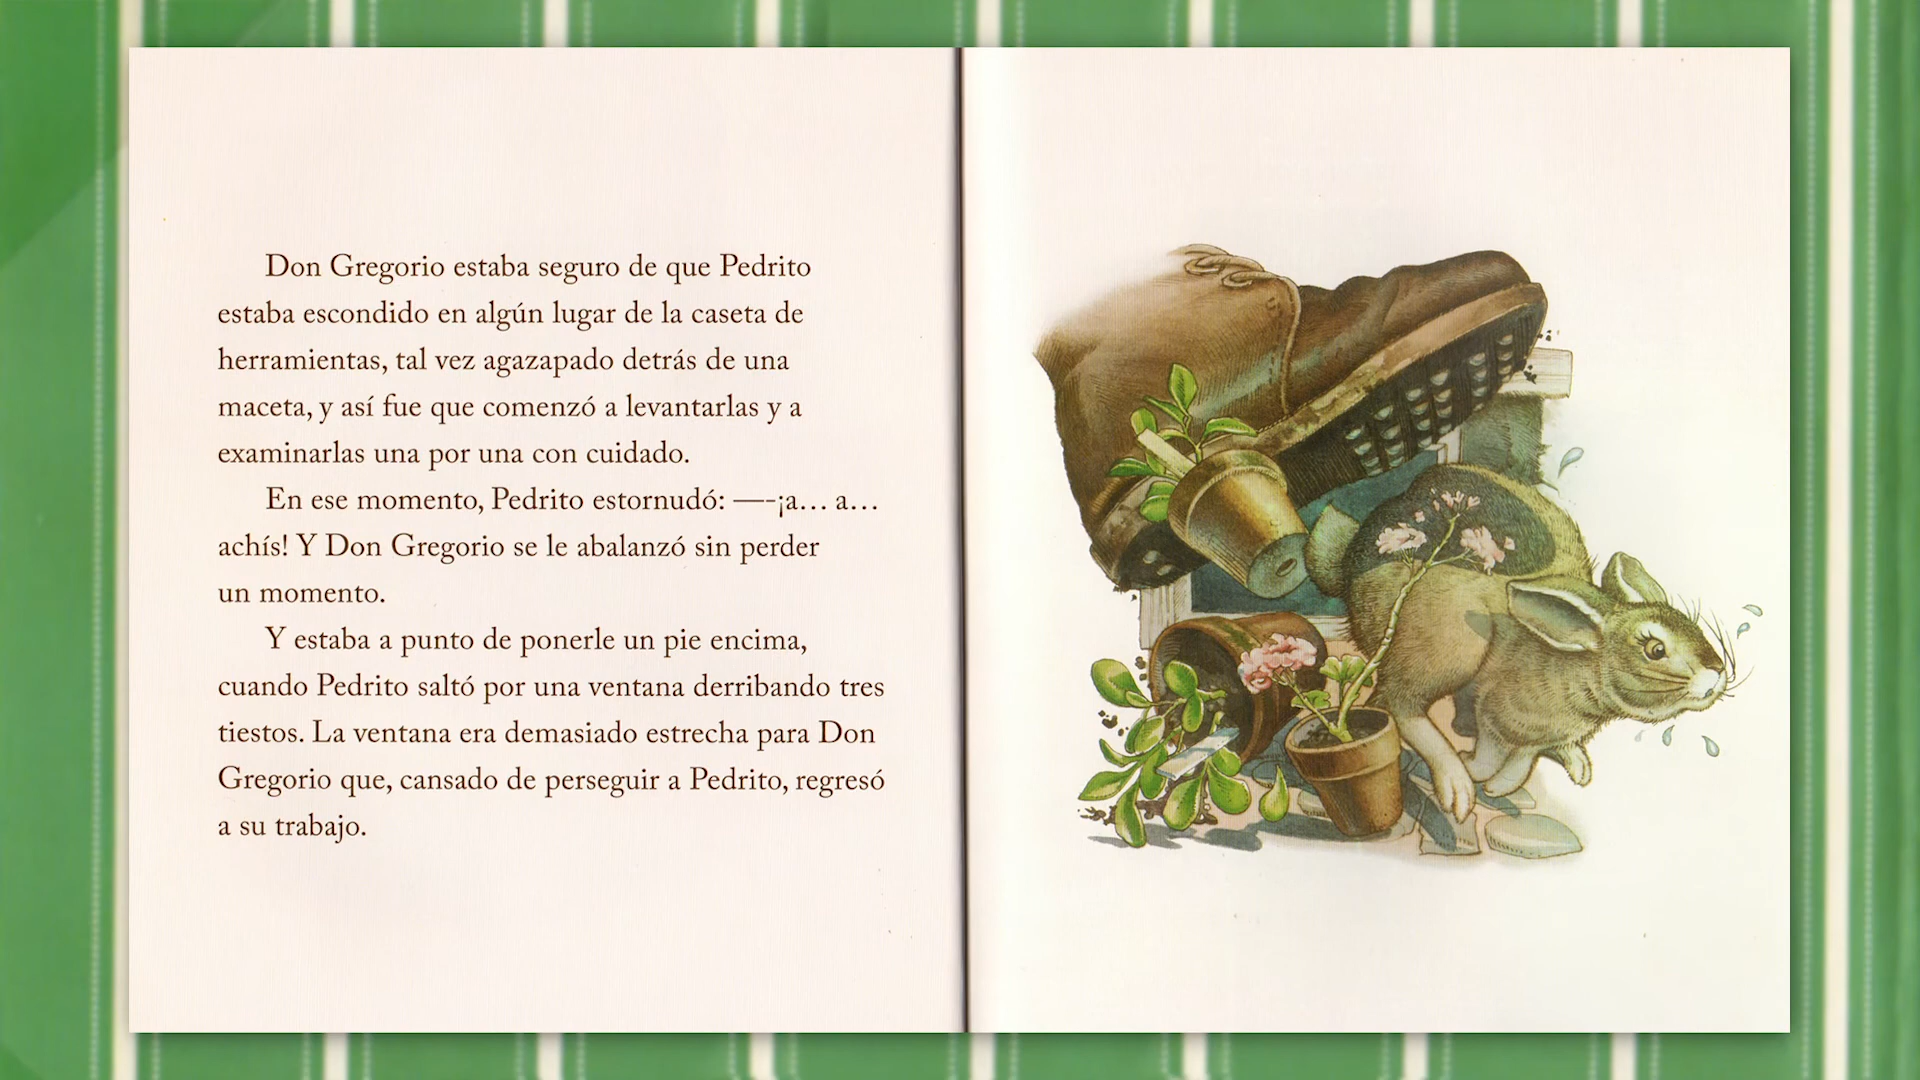 Don Gregorio estaba seguro de que Pedrito
estaba escondido en algún lugar de la caseta de
herramientas, tal vez agazapado detrás de una
maceta, y así fue que comenzó a levantarlas y a
examinarlas una por una con cuidado.
En ese momento, Pedrito estornudó: —-¡a… a…
achís! Y Don Gregorio se le abalanzó sin perder
un momento.
Y estaba a punto de ponerle un pie encima,
cuando Pedrito saltó por una ventana derribando tres
tiestos. La ventana era demasiado estrecha para Don
Gregorio que, cansado de perseguir a Pedrito, regresó
a su trabajo.